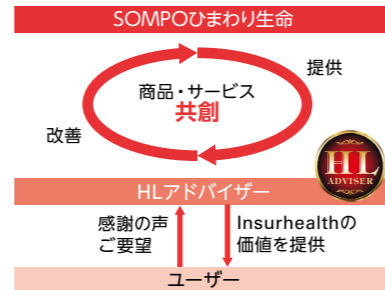 SOMPOひまわり生命
提供
商品・サービス
共創
改善
HL
ADVISER
HLアドバイザー
感謝の声
ご要望
Insurhealthの
価値を提供
ユーザー